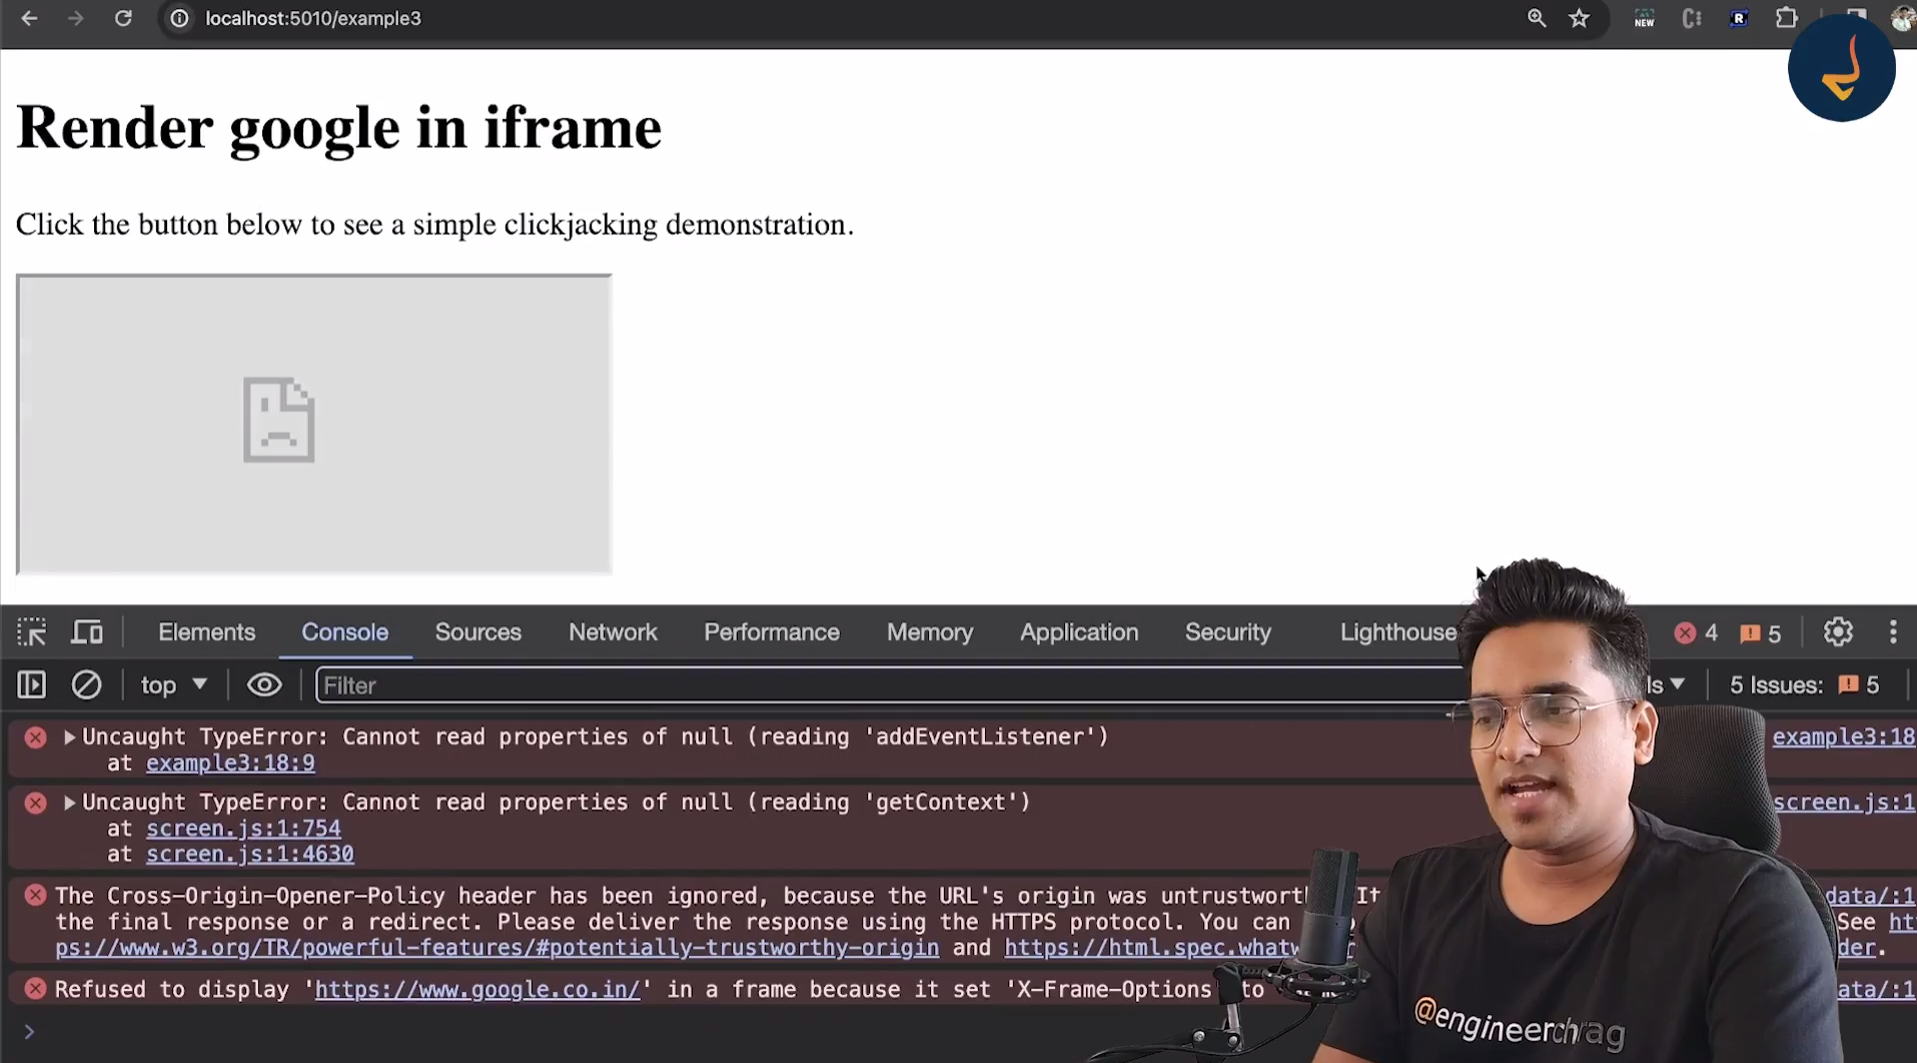 localhost:5010/example3
NEW
R
Render google in iframe
Click the button below to see a simple clickjacking demonstration.
Elements Console Sources Network Performance Memory Application Security Lighthouse 4 5
top Filter ls 5 Issues: 5
Uncaught TypeError: Cannot read properties of null (reading 'addEventListener') example3:18
at example3:18:9
Uncaught TypeError: Cannot read properties of null (reading 'getContext') screen.js:1
at screen.js:1:754
at screen.js:1:4630
The Cross-Origin-Opener-Policy header has been ignored, because the URL's origin was It data/:1
the final response or a redirect. Please deliver the response using the HTTPS protocol. You can See
ps://www.w3.org/TR/powerful-features/#potentially-trustworthy-origin and https://html.spec.whatw der.
Refused to display 'https://www.google.co.in/' in a frame because it set 'X-Frame-Options to ata/:1
@engineerchirag